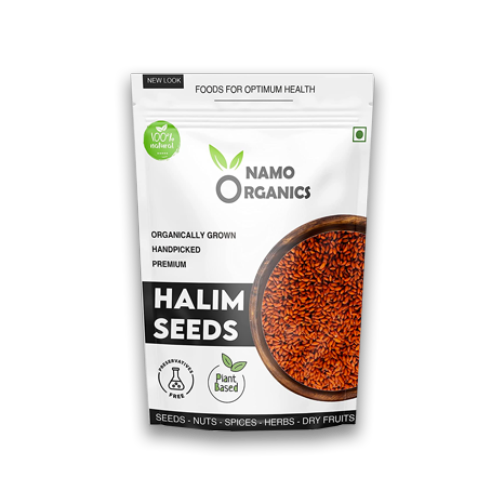 NEW LOOK
FOODS FOR OPTIMUM HEALTH
100%
natural
NAMO
ORGANICS
ORGANICALLY GROWN
HANDPICKED
PREMIUM
HALIM
SEEDS
PRESERVATIVES
FREE
Plant
Based
SEEDS - NUTS - SPICES - HERBS - DRY FRUITS